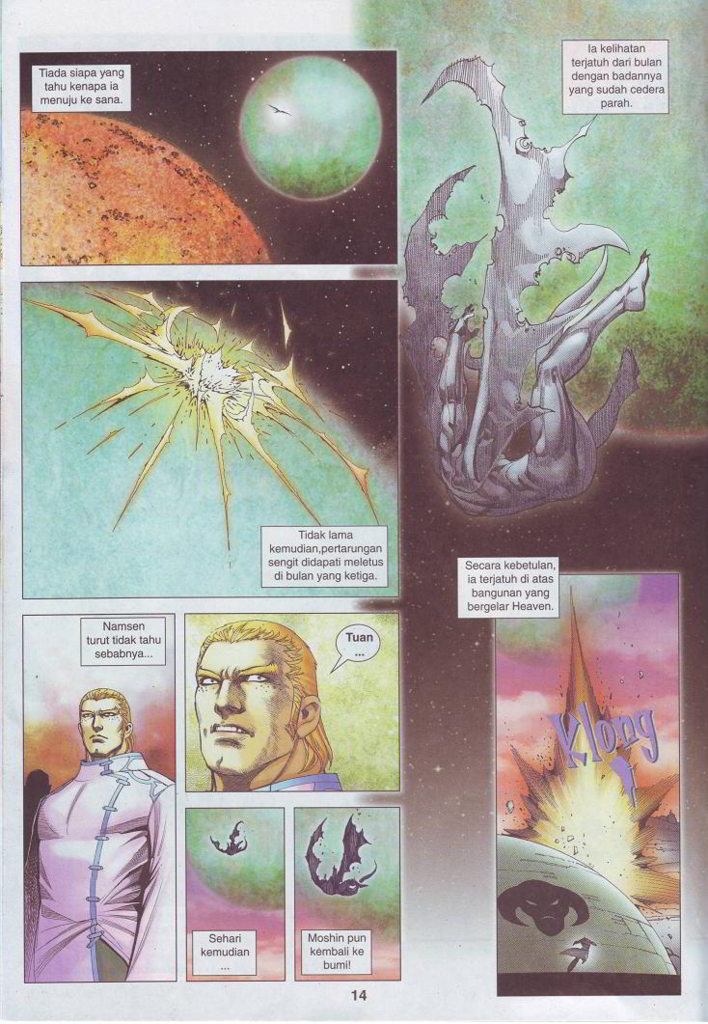 Tiada siapa yang
tahu kenapa ia
menuju ke sana.
Tidak lama
kemudian,pertarungan
sengit didapati meletus
di bulan yang ketiga.
Namsen
turut tidak tahu
sebabnya...
Tuan
...
Sehari
kemudian
...
Moshin pun
kembali ke
bumi!
Ia kelihatan
terjatuh dari bulan
dengan badannya
yang sudah cedera
parah.
Secara kebetulan,
ia terjatuh di atas
bangunan yang
bergelar Heaven.
Klong
!
14